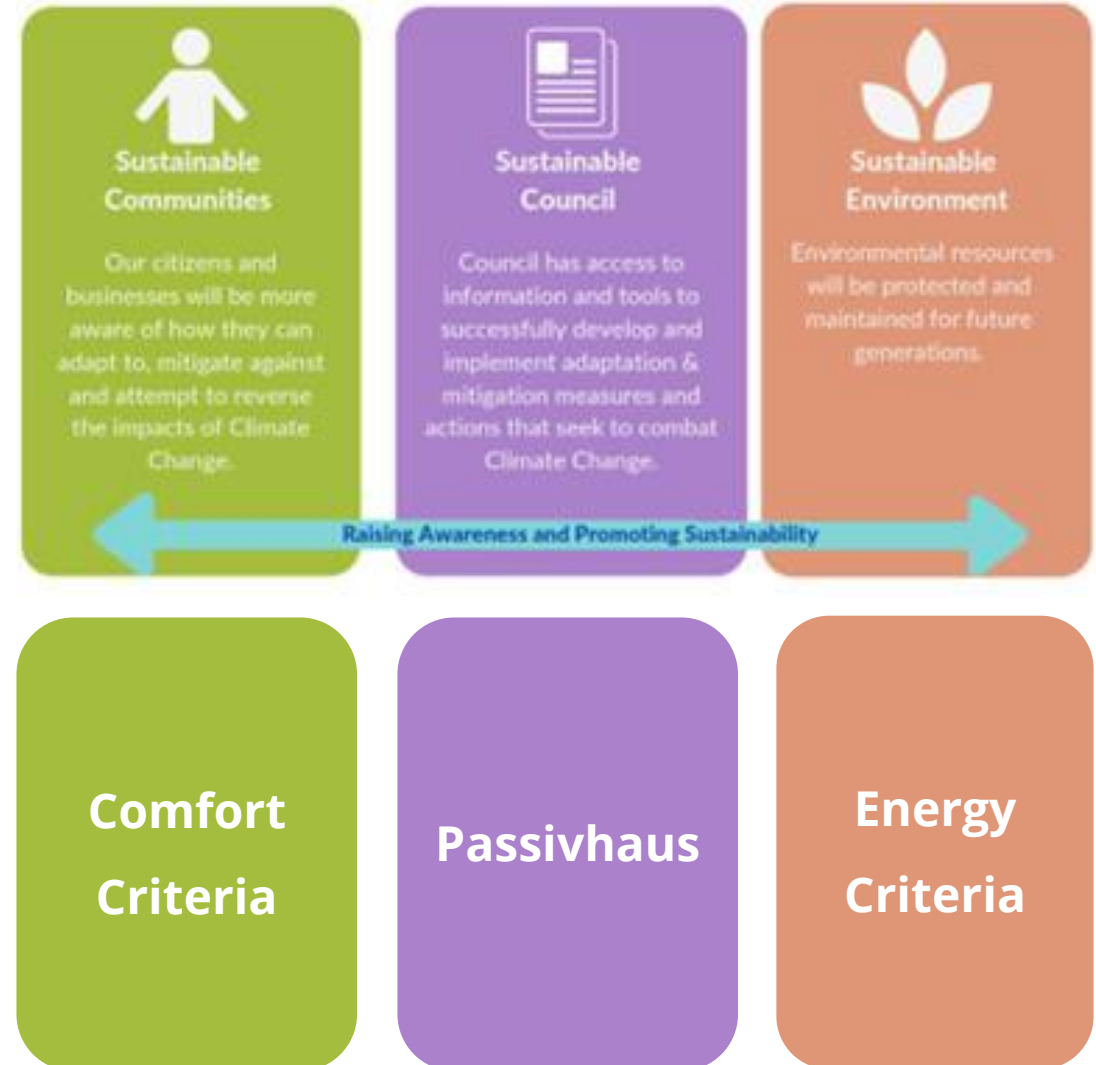 Sustainable
Communities
Our citizens and
businesses will be more
aware of how they can
adapt to, mitigate against
and attempt to reverse
the impacts of Climate
Change.
Sustainable
Council
Council has access to
information and tools to
successfully develop and
implement adaptation &
mitigation measures and
actions that seek to combat
Climate Change.
Sustainable
Environment
Environmental resources
will be protected and
maintained for future
generations.
Raising Awareness and Promoting Sustainability
Comfort
Criteria
Passivhaus
Energy
Criteria